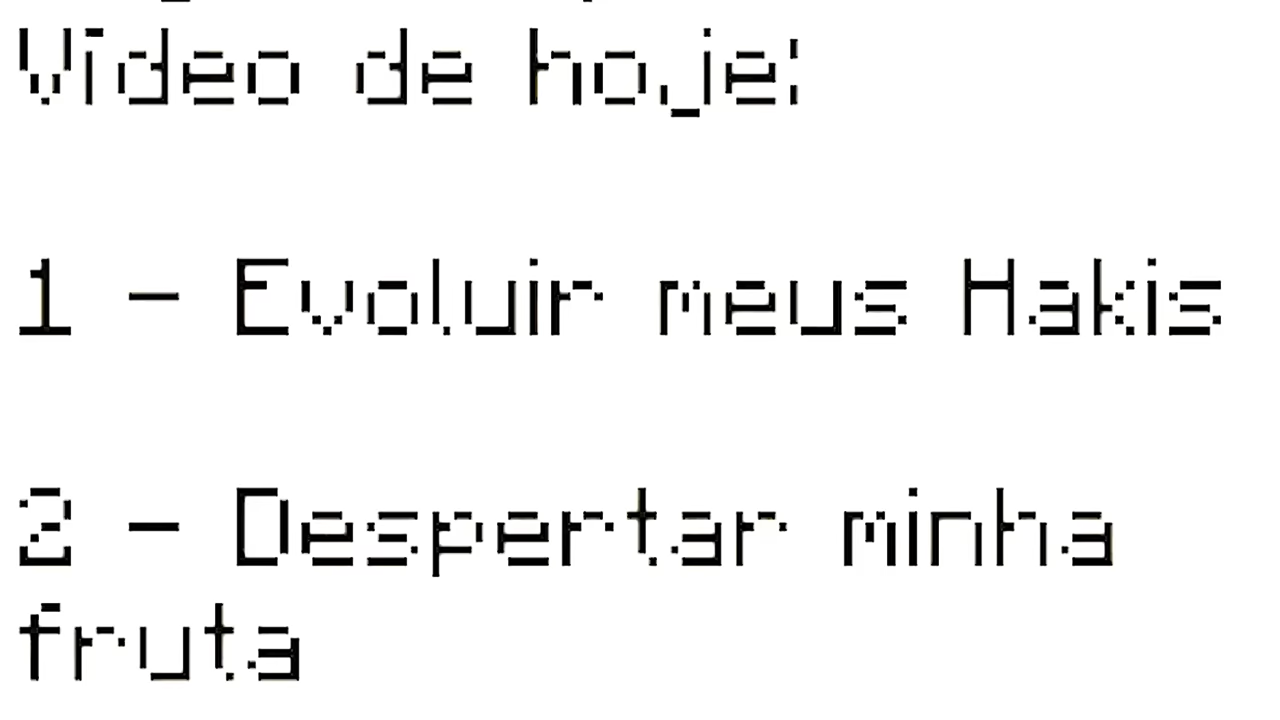 Vídeo de hoje:
1 - Evoluir meus Hakis
2 - Despertar minha
fruta